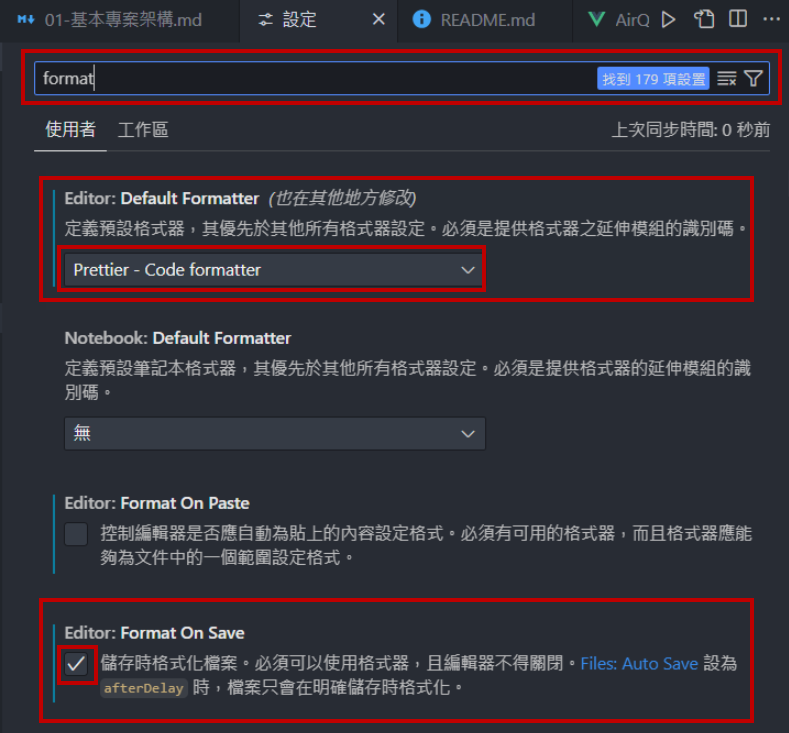 01-基本專案架構.md
設定
README.md
AirQ
format
找到 179 項設置
使用者
工作區
上次同步時間: 0 秒前
Editor: Default Formatter (也在其他地方修改)
定義預設格式器，其優先於其他所有格式器設定。必須是提供格式器之延伸模組的識別碼。
Prettier - Code formatter
Notebook: Default Formatter
定義預設筆記本格式器，其優先於其他所有格式器設定。必須是提供格式器的延伸模組的識
別碼。
無
Editor: Format On Paste
控制編輯器是否應自動為貼上的內容設定格式。必須有可用的格式器，而且格式器應能
夠為文件中的一個範圍設定格式。
Editor: Format On Save
儲存時格式化檔案。必須可以使用格式器，且編輯器不得關閉。Files: Auto Save 設為
afterDelay 時，檔案只會在明確儲存時格式化。